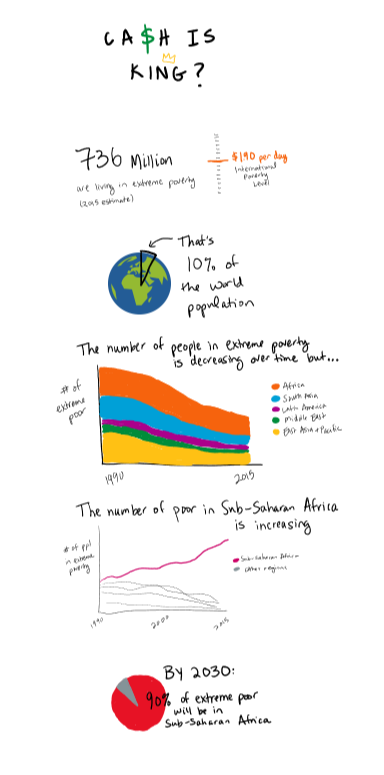 CA$H IS
KING?
736 Million
are living in extreme poverty
(2015 estimate)
$1.90 per day
International
Poverty
Level
That's
10% of
the world
population
The number of people in extreme poverty
is decreasing over time but...
# of
extreme
poor
Africa
South Asia
Latin America
Middle East
East Asia + Pacific
1990
2015
The number of poor in Sub-Saharan Africa
is increasing
# of ppl
in extreme
poverty
Sub-Saharan Africa
other regions
1990
2000
2015
By 2030:
90% of extreme poor
will be in
Sub-Saharan Africa